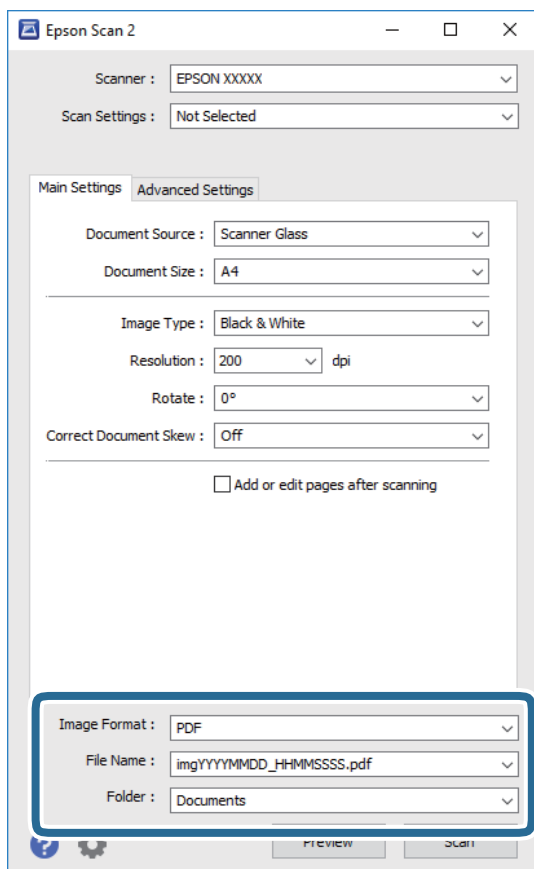 Epson Scan 2
Scanner : EPSON XXXXX
Scan Settings : Not Selected
Main Settings Advanced Settings
Document Source : Scanner Glass
Document Size : A4
Image Type : Black & White
Resolution : 200 dpi
Rotate : 0°
Correct Document Skew : Off
Add or edit pages after scanning
Image Format : PDF
File Name : imgYYYYMMDD_HHMMSSSS.pdf
Folder : Documents
? Preview Scan